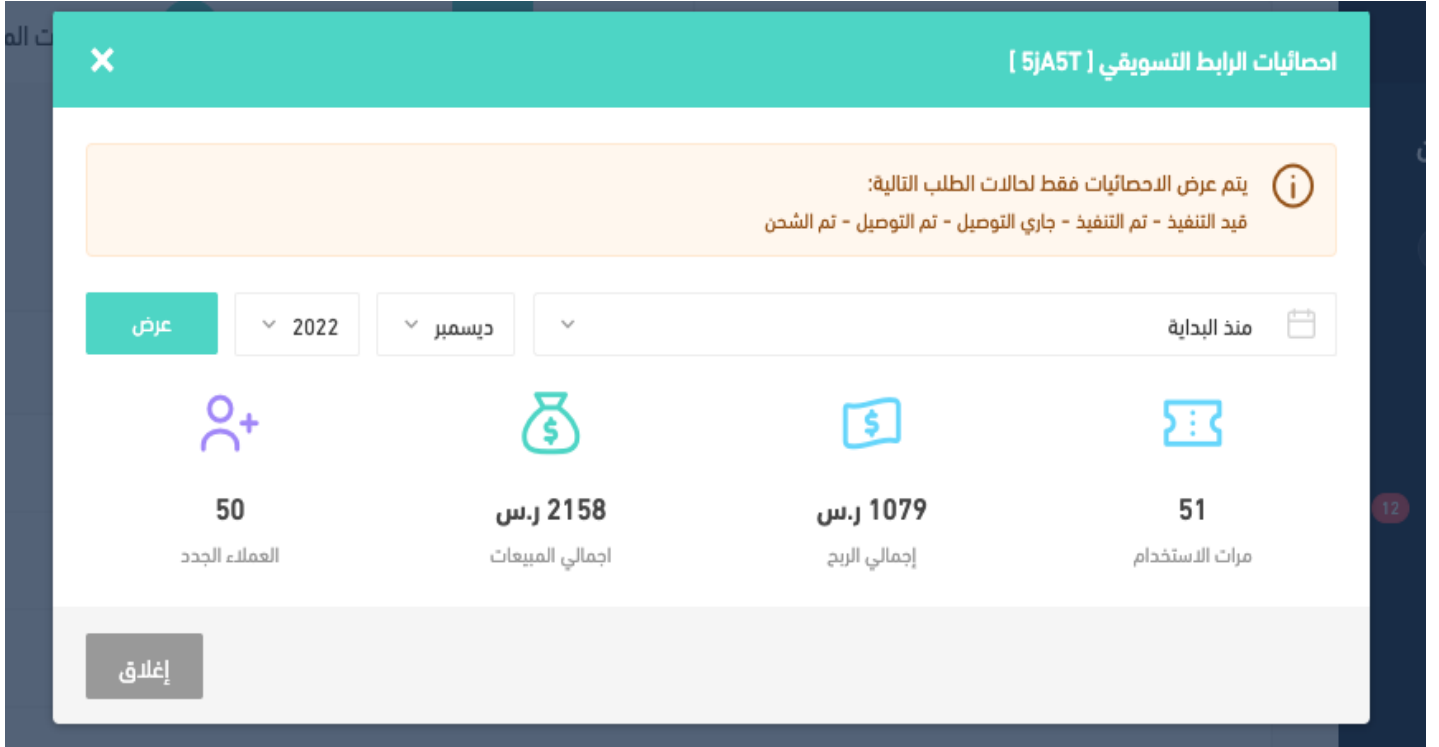 احصائيات الرابط التسويقي [ 5jA5T ]
يتم عرض الاحصائيات فقط لحالات الطلب التالية:
قيد التنفيذ - تم التنفيذ - جاري التوصيل - تم التوصيل - تم الشحن
منذ البداية
ديسمبر
2022
عرض
51
مرات الاستخدام
1079 ر.س
إجمالي الربح
2158 ر.س
اجمالي المبيعات
50
العملاء الجدد
12
إغلاق